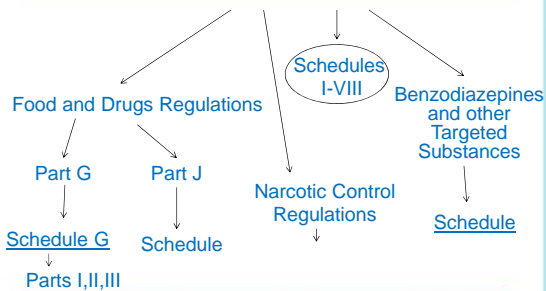 Schedules
I-VIII
Food and Drugs Regulations
Benzodiazepines
and other
Targeted
Substances
Part G
Part J
Narcotic Control
Regulations
Schedule G
Schedule
Schedule
Parts I,II,III